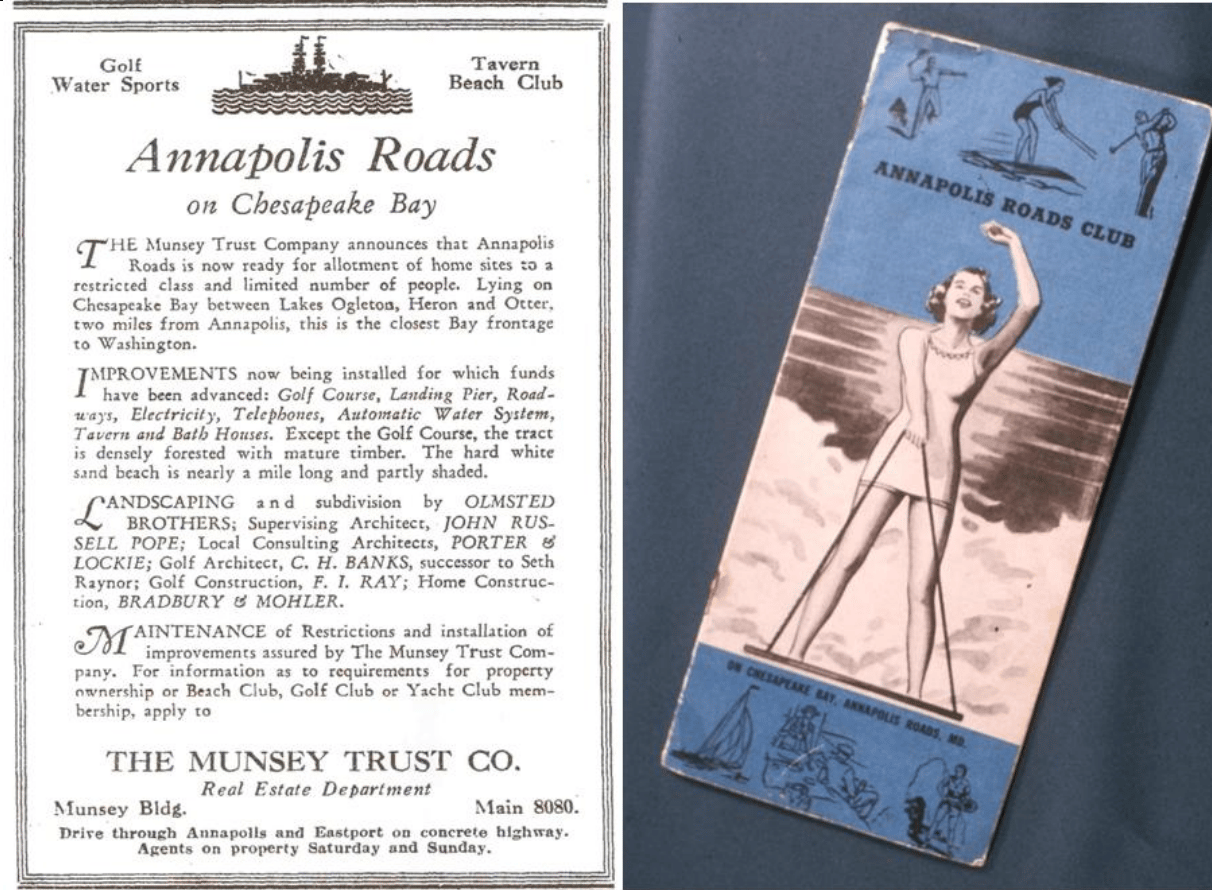 Golf
Water Sports
Tavern
Beach Club
Annapolis Roads
on Chesapeake Bay
THE Munsey Trust Company announces that Annapolis
Roads is now ready for allotment of home sites to a
restricted class and limited number of people. Lying on
Chesapeake Bay between Lakes Ogleton, Heron and Otter,
two miles from Annapolis, this is the closest Bay frontage
to Washington.
IMPROVEMENTS now being installed for which funds
have been advanced: Golf Course, Landing Pier, Road-
ways, Electricity, Telephones, Automatic Water System,
Tavern and Bath Houses. Except the Golf Course, the tract
is densely forested with mature timber. The hard white
sand beach is nearly a mile long and partly shaded.
LANDSCAPING and subdivision by OLMSTED
BROTHERS; Supervising Architect, JOHN RUS-
SELL POPE; Local Consulting Architects, PORTER &
LOCKIE; Golf Architect, C. H. BANKS, successor to Seth
Raynor; Golf Construction, F. I. RAY; Home Construc-
tion, BRADBURY & MOHLER.
MAINTENANCE of Restrictions and installation of
improvements assured by The Munsey Trust Com-
pany. For information as to requirements for property
ownership or Beach Club, Golf Club or Yacht Club mem-
bership, apply to
THE MUNSEY TRUST CO.
Real Estate Department
Munsey Bldg.
Main 8080.
Drive through Annapolis and Eastport on concrete highway.
Agents on property Saturday and Sunday.
ANNAPOLIS ROADS CLUB
ON CHESAPEAKE BAY, ANNAPOLIS ROADS, MD.